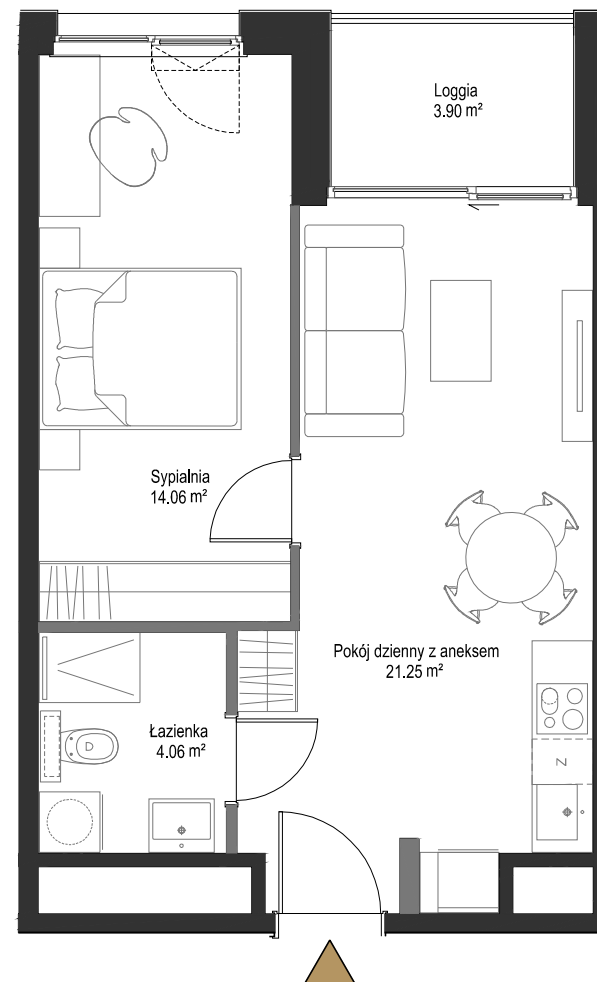 Loggia
3.90 m²
Sypialnia
14.06 m²
Pokój dzienny z aneksem
21.25 m²
Łazienka
4.06 m²
Z
D